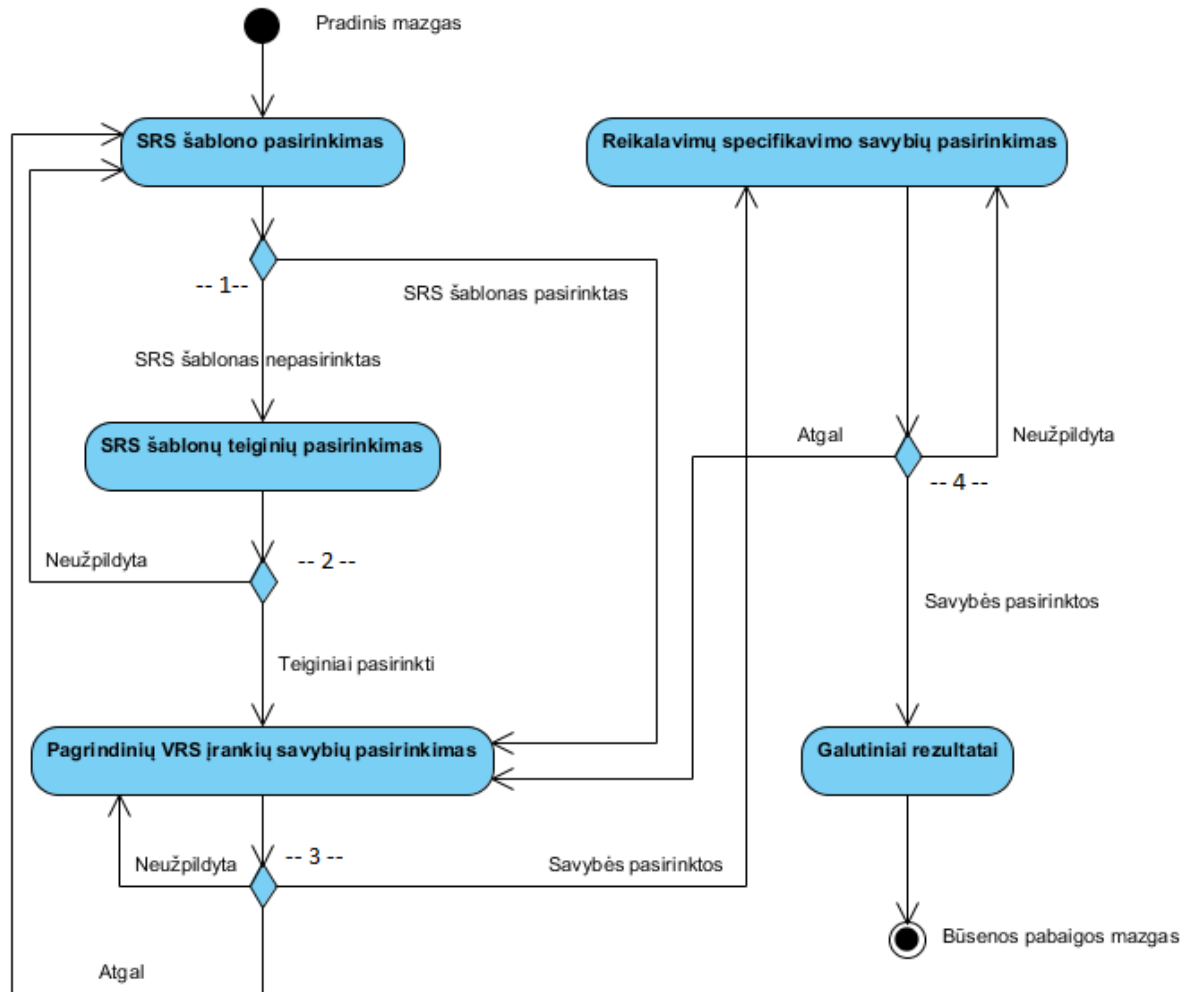 Pradinis mazgas
SRS šablono pasirinkimas
Reikalavimų specifikavimo savybių pasirinkimas
-- 1--
SRS šablonas pasirinktas
SRS šablonas nepasirinktas
SRS šablonų teiginių pasirinkimas
Atgal
Neužpildyta
-- 4 --
Neužpildyta
-- 2 --
Savybės pasirinktos
Teiginiai pasirinkti
Pagrindinių VRS įrankių savybių pasirinkimas
Galutiniai rezultatai
Neužpildyta
-- 3 --
Savybės pasirinktos
Būsenos pabaigos mazgas
Atgal